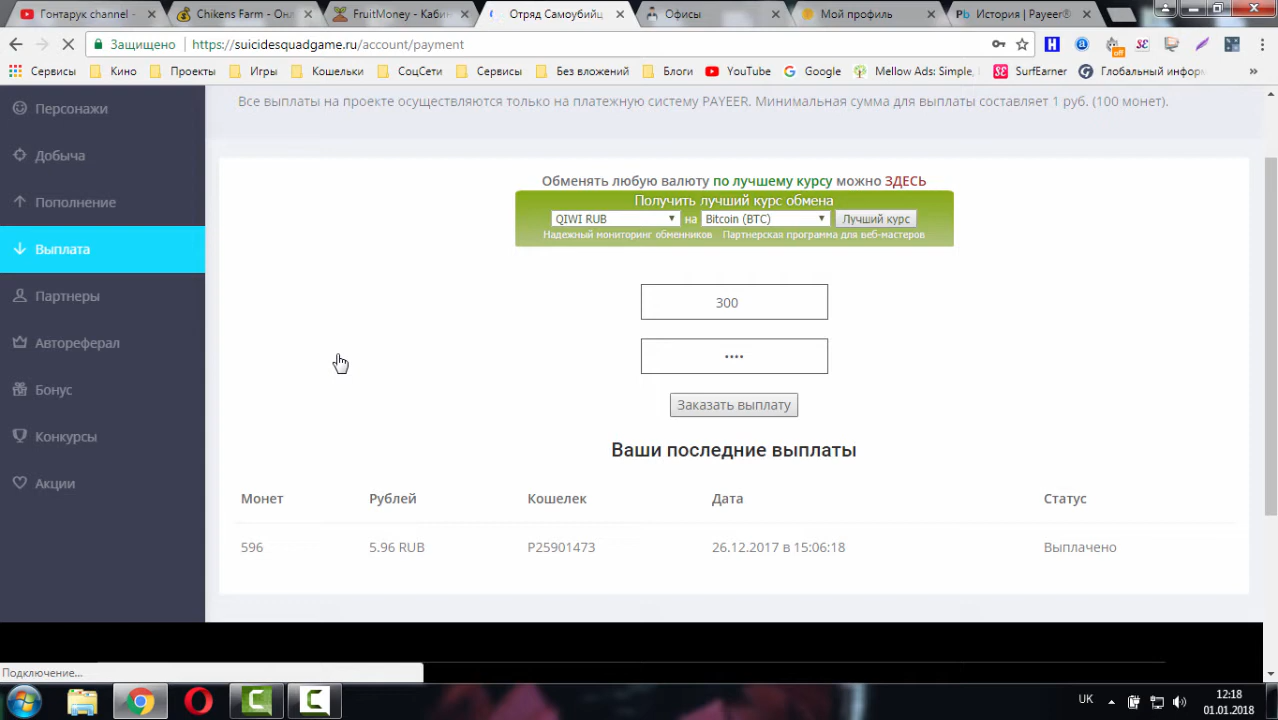 Гонтарук channel -
Chikens Farm - Онл
FruitMoney - Кабин
Отряд Самоубийц
Офисы
Мой профиль
История | Payeer®
Защищено
https://suicidesquadgame.ru/account/payment
Сервисы
Кино
Проекты
Игры
Кошельки
СоцСети
Сервисы
Без вложений
Блоги
YouTube
Google
Mellow Ads: Simple,
SurfEarner
Глобальный информ
Все выплаты на проекте осуществляются только на платежную систему PAYEER. Минимальная сумма для выплаты составляет 1 руб. (100 монет).
Персонажи
Добыча
Пополнение
Выплата
Партнеры
Автореферал
Бонус
Конкурсы
Акции
Обменять любую валюту по лучшему курсу можно ЗДЕСЬ
Получить лучший курс обмена
QIWI RUB на Bitcoin (BTC) Лучший курс
Надежный мониторинг обменников Партнерская программа для веб-мастеров
300
••••
Заказать выплату
Ваши последние выплаты
Монет Рублей Кошелек Дата Статус
596 5.96 RUB P25901473 26.12.2017 в 15:06:18 Выплачено
Подключение...
UK
12:18
01.01.2018